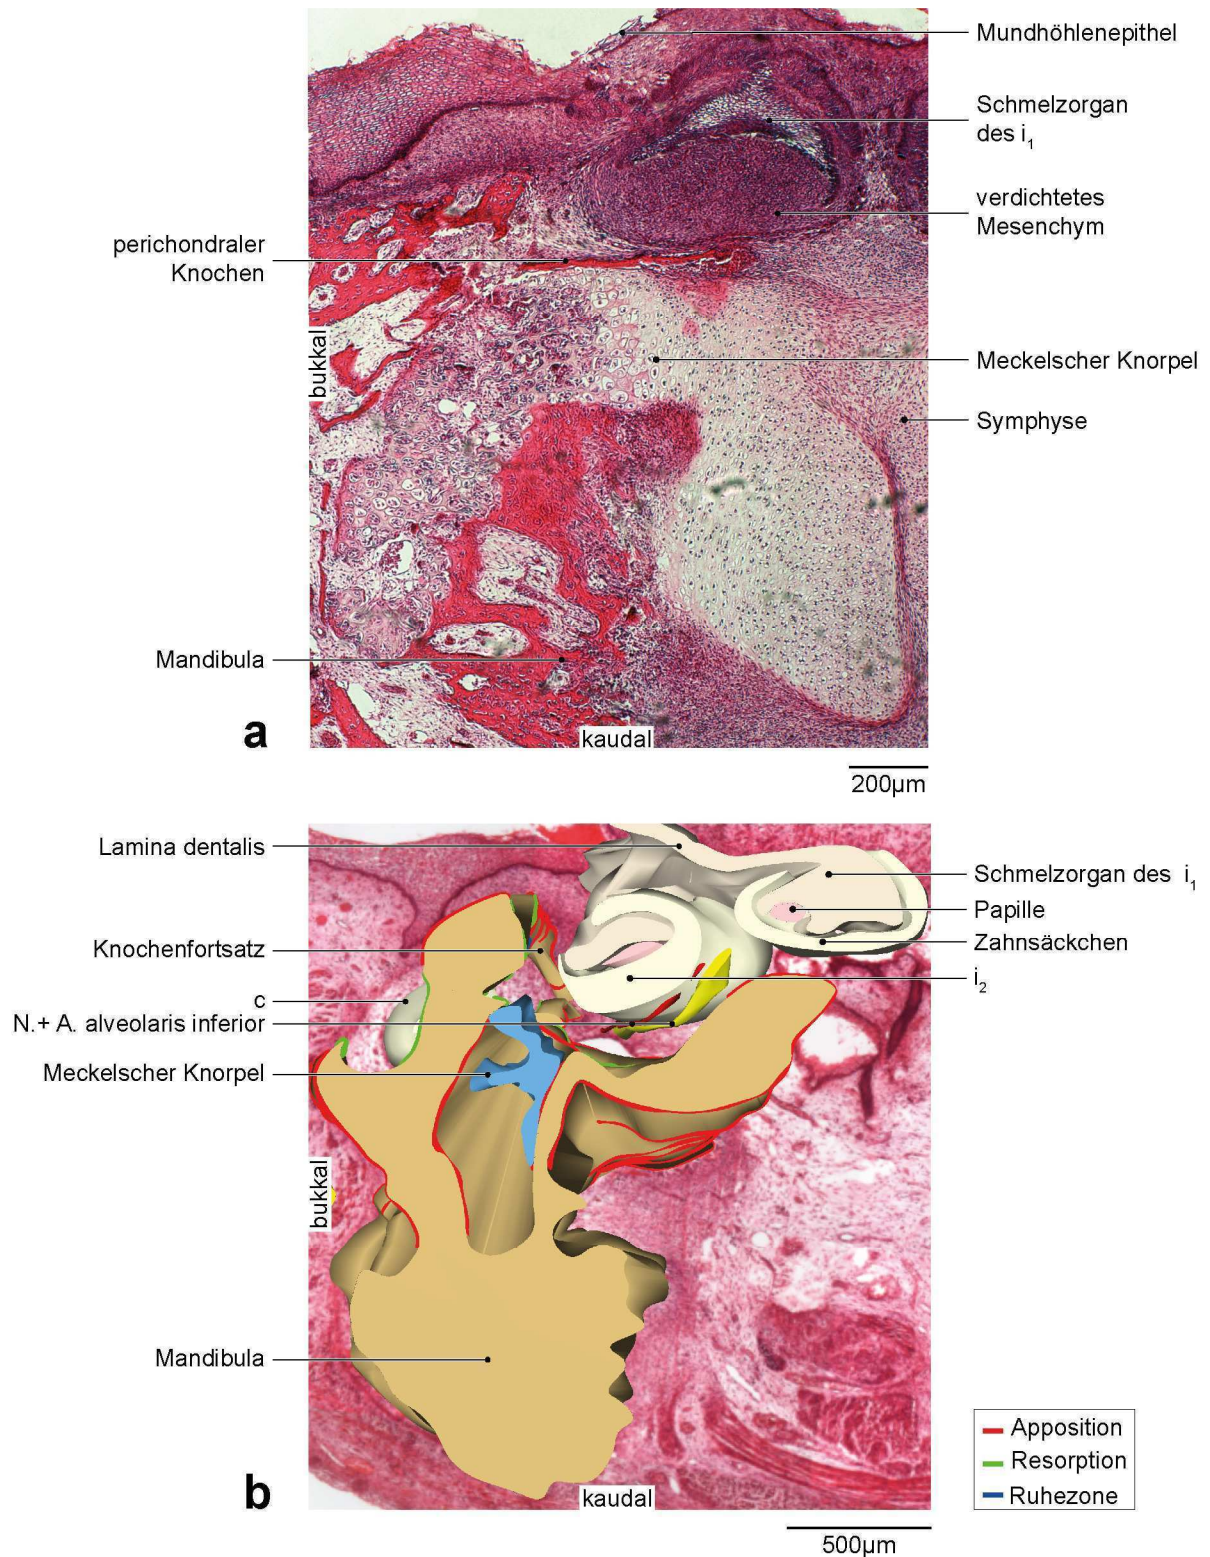 Mundhöhlenepithel
Schmelzorgan
des i1
verdichtetes
Mesenchym
perichondraler
Knochen
bukkal
Meckelscher Knorpel
Symphyse
Mandibula
a
kaudal
200µm
Lamina dentalis
Schmelzorgan des i1
Papille
Knochenfortsatz
Zahnsäckchen
c
i2
N.+ A. alveolaris inferior
Meckelscher Knorpel
bukkal
Mandibula
Apposition
Resorption
Ruhezone
b
kaudal
500µm